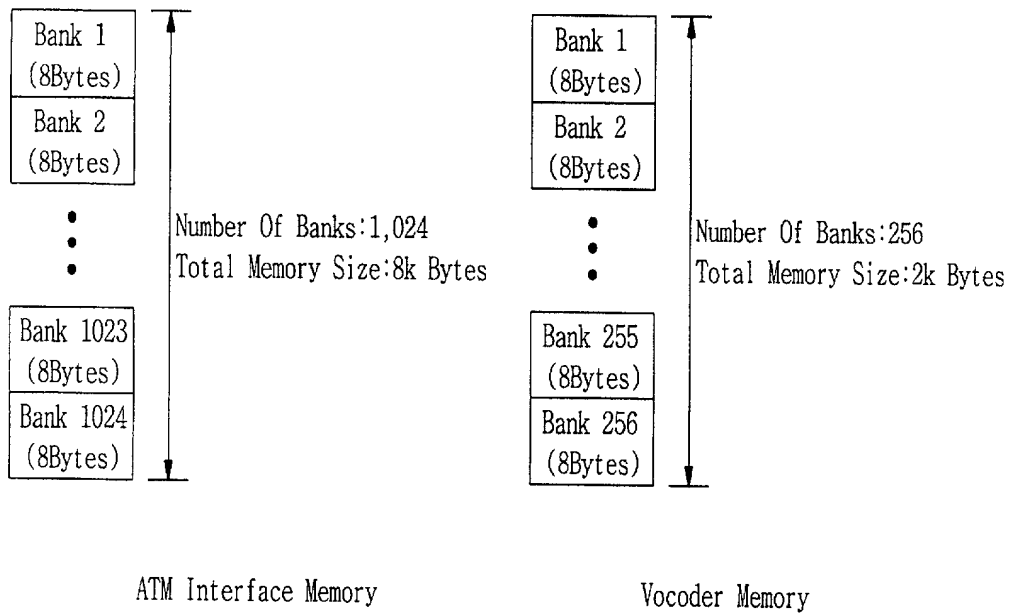 Bank 1
(8Bytes)
Bank 2
(8Bytes)
Bank 1023
(8Bytes)
Bank 1024
(8Bytes)
Number Of Banks:1,024
Total Memory Size:8k Bytes
ATM Interface Memory
Bank 1
(8Bytes)
Bank 2
(8Bytes)
Bank 255
(8Bytes)
Bank 256
(8Bytes)
Number Of Banks:256
Total Memory Size:2k Bytes
Vocoder Memory